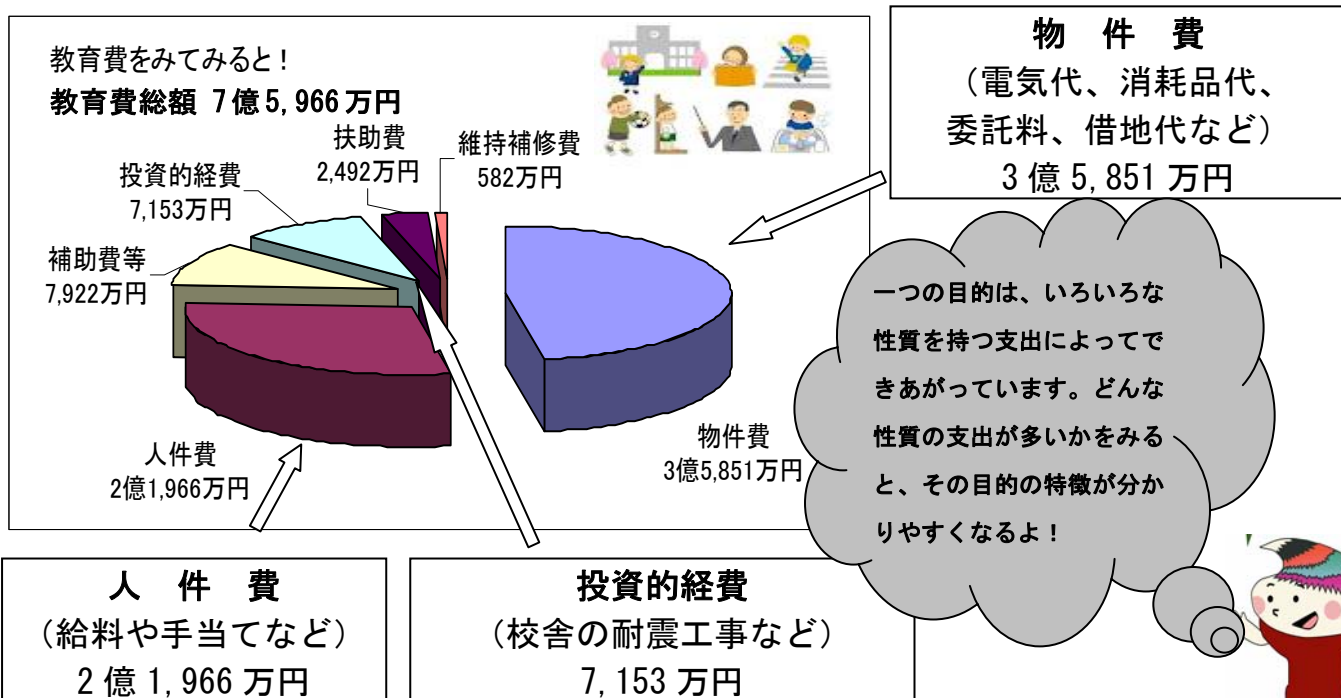 教育費をみてみると！
教育費総額 7億5,966万円
扶助費
2,492万円
維持補修費
582万円
投資的経費
7,153万円
補助費等
7,922万円
人件費
2億1,966万円
物件費
3億5,851万円
物 件 費
（電気代、消耗品代、
委託料、借地代など）
3億5,851万円
一つの目的は、いろいろな
性質を持つ支出によってで
きあがっています。どんな
性質の支出が多いかをみる
と、その目的の特徴が分か
りやすくなるよ！
人 件 費
（給料や手当てなど）
2億1,966万円
投資的経費
（校舎の耐震工事など）
7,153万円